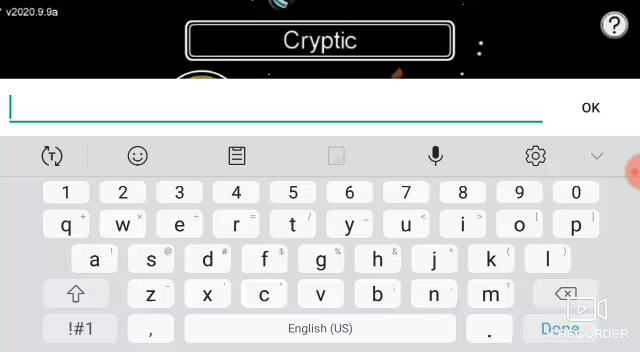 v2020.9.9a
?
Cryptic
OK
T
1 2 3 4 5 6 7 8 9 0
q + w × e ÷ r = t / y _ u < i > o [ p ]
a ! s @ d # f $ g % h & j * k ( l )
z - x ' c " v : b ; n , m ?
!#1 , English (US) . Done
V RECORDER